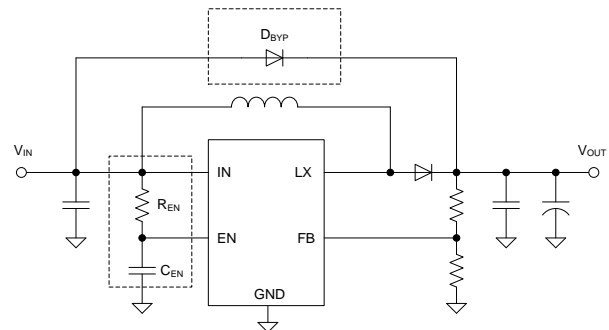 D_BYP
V_IN
V_OUT
IN
LX
R_EN
EN
FB
C_EN
GND